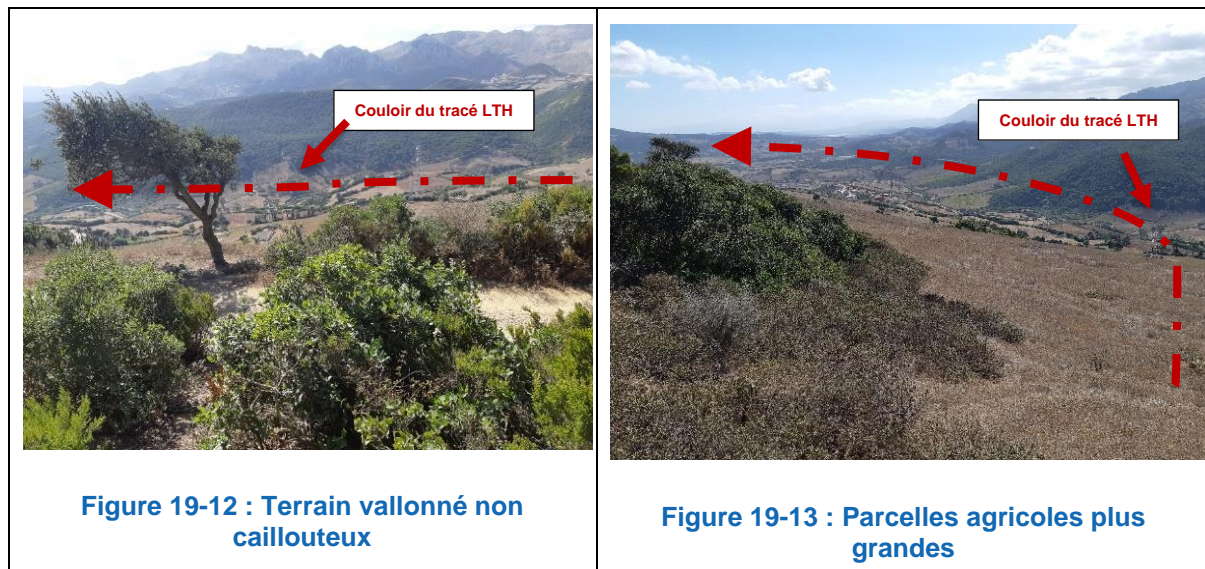 Couloir du tracé LTH
Couloir du tracé LTH
Figure 19-12 : Terrain vallonné non
caillouteux
Figure 19-13 : Parcelles agricoles plus
grandes